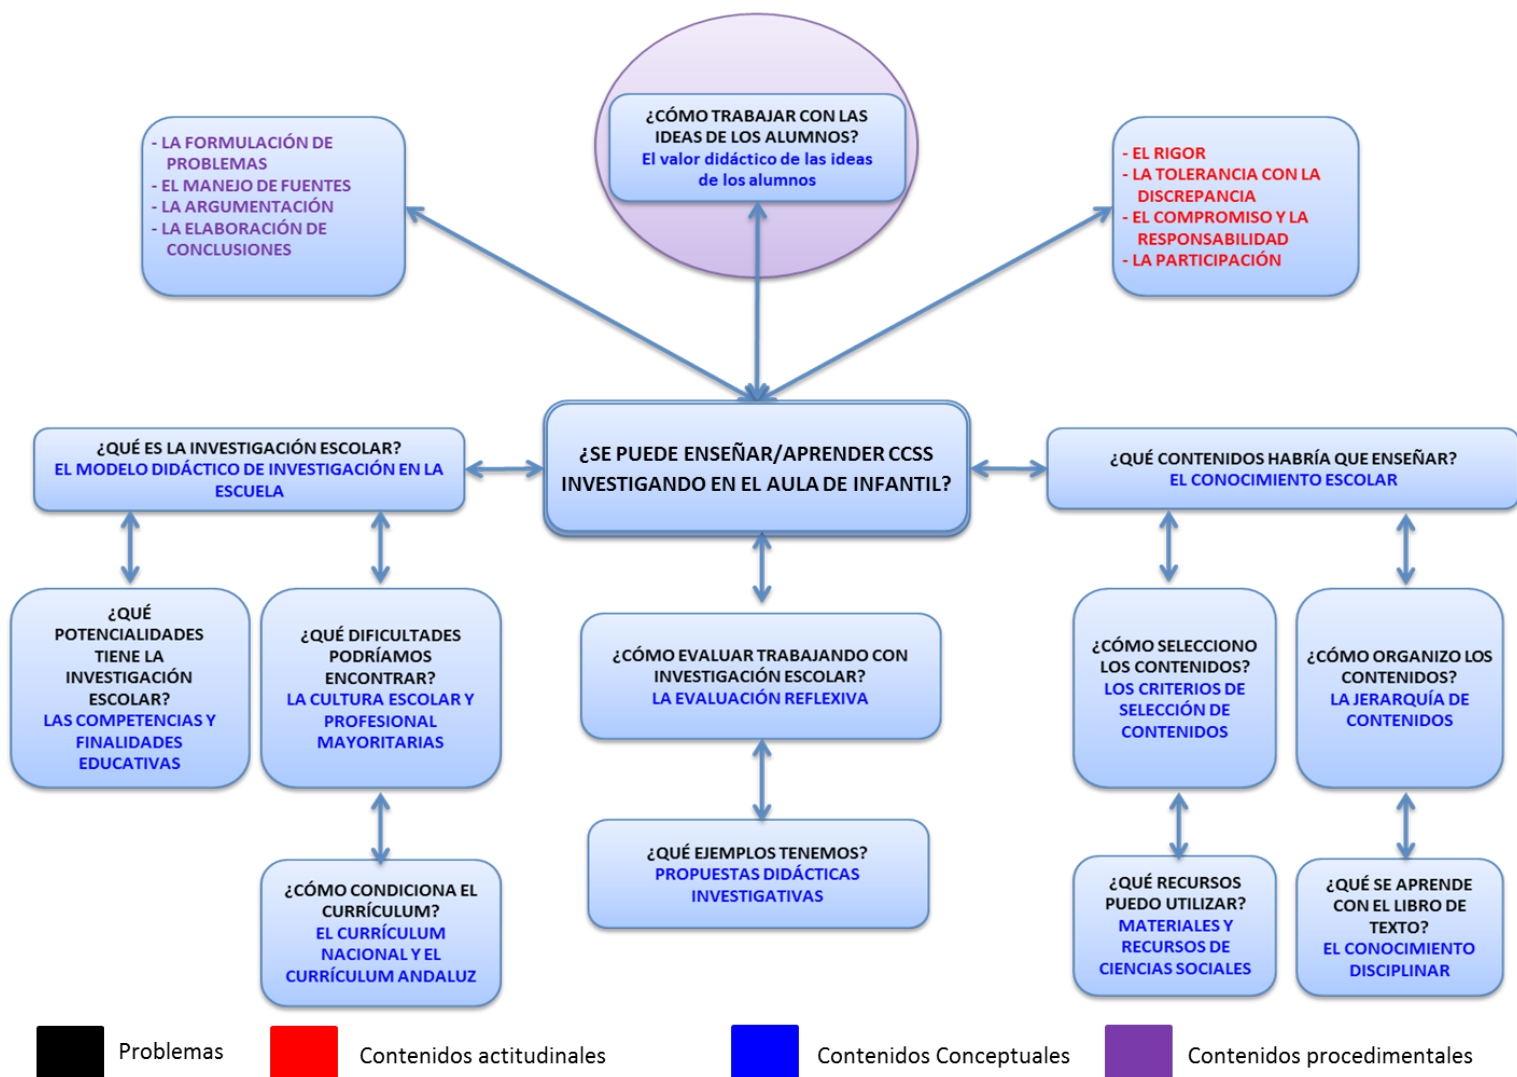 ¿CÓMO TRABAJAR CON LAS
IDEAS DE LOS ALUMNOS?
El valor didáctico de las ideas
de los alumnos
- LA FORMULACIÓN DE
PROBLEMAS
- EL MANEJO DE FUENTES
- LA ARGUMENTACIÓN
- LA ELABORACIÓN DE
CONCLUSIONES
- EL RIGOR
- LA TOLERANCIA CON LA
DISCREPANCIA
- EL COMPROMISO Y LA
RESPONSABILIDAD
- LA PARTICIPACIÓN
¿QUÉ ES LA INVESTIGACIÓN ESCOLAR?
EL MODELO DIDÁCTICO DE INVESTIGACIÓN EN LA
ESCUELA
¿SE PUEDE ENSEÑAR/APRENDER CCSS
INVESTIGANDO EN EL AULA DE INFANTIL?
¿QUÉ CONTENIDOS HABRÍA QUE ENSEÑAR?
EL CONOCIMIENTO ESCOLAR
¿QUÉ
POTENCIALIDADES
TIENE LA
INVESTIGACIÓN
ESCOLAR?
LAS COMPETENCIAS Y
FINALIDADES
EDUCATIVAS
¿QUÉ DIFICULTADES
PODRÍAMOS
ENCONTRAR?
LA CULTURA ESCOLAR Y
PROFESIONAL
MAYORITARIAS
¿CÓMO EVALUAR TRABAJANDO CON
INVESTIGACIÓN ESCOLAR?
LA EVALUACIÓN REFLEXIVA
¿CÓMO SELECCIONO
LOS CONTENIDOS?
LOS CRITERIOS DE
SELECCIÓN DE
CONTENIDOS
¿CÓMO ORGANIZO LOS
CONTENIDOS?
LA JERARQUÍA DE
CONTENIDOS
¿CÓMO CONDICIONA EL
CURRÍCULUM?
EL CURRÍCULUM
NACIONAL Y EL
CURRÍCULUM ANDALUZ
¿QUÉ EJEMPLOS TENEMOS?
PROPUESTAS DIDÁCTICAS
INVESTIGATIVAS
¿QUÉ RECURSOS
PUEDO UTILIZAR?
MATERIALES Y
RECURSOS DE
CIENCIAS SOCIALES
¿QUÉ SE APRENDE
CON EL LIBRO DE
TEXTO?
EL CONOCIMIENTO
DISCIPLINAR
Problemas
Contenidos actitudinales
Contenidos Conceptuales
Contenidos procedimentales